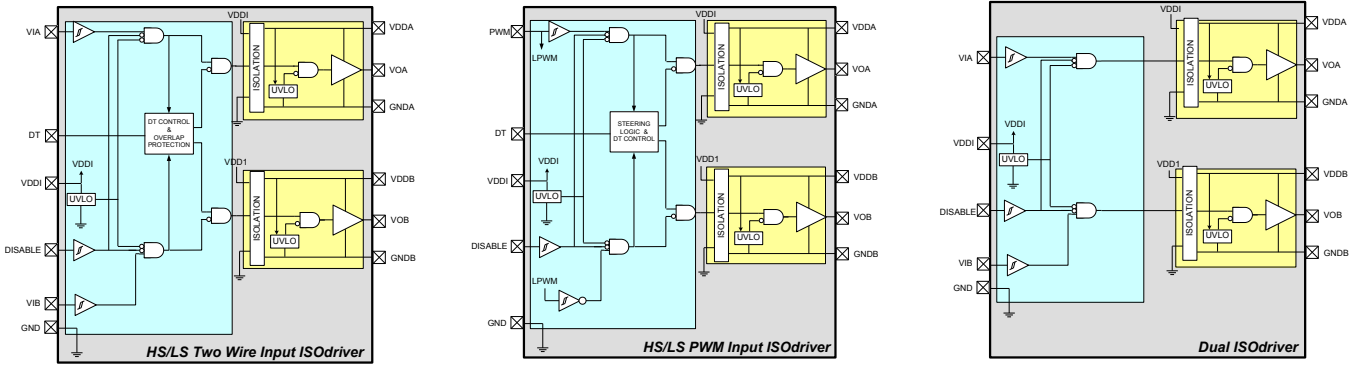 VIA
DT
VDDI
DISABLE
VIB
GND
VDDI
UVLO
DT CONTROL
&
OVERLAP
PROTECTION
VDDI
ISOLATION
UVLO
VDDA
VOA
GNDA
VDD1
ISOLATION
UVLO
VDDB
VOB
GNDB
HS/LS Two Wire Input ISOdriver
PWM
LPWM
DT
VDDI
DISABLE
GND
VDDI
UVLO
LPWM
STEERING
LOGIC &
DT CONTROL
VDDI
ISOLATION
UVLO
VDDA
VOA
GNDA
VDD1
ISOLATION
UVLO
VDDB
VOB
GNDB
HS/LS PWM Input ISOdriver
VIA
VDDI
DISABLE
VIB
GND
VDDI
UVLO
VDDI
ISOLATION
UVLO
VDDA
VOA
GNDA
VDD1
ISOLATION
UVLO
VDDB
VOB
GNDB
Dual ISOdriver